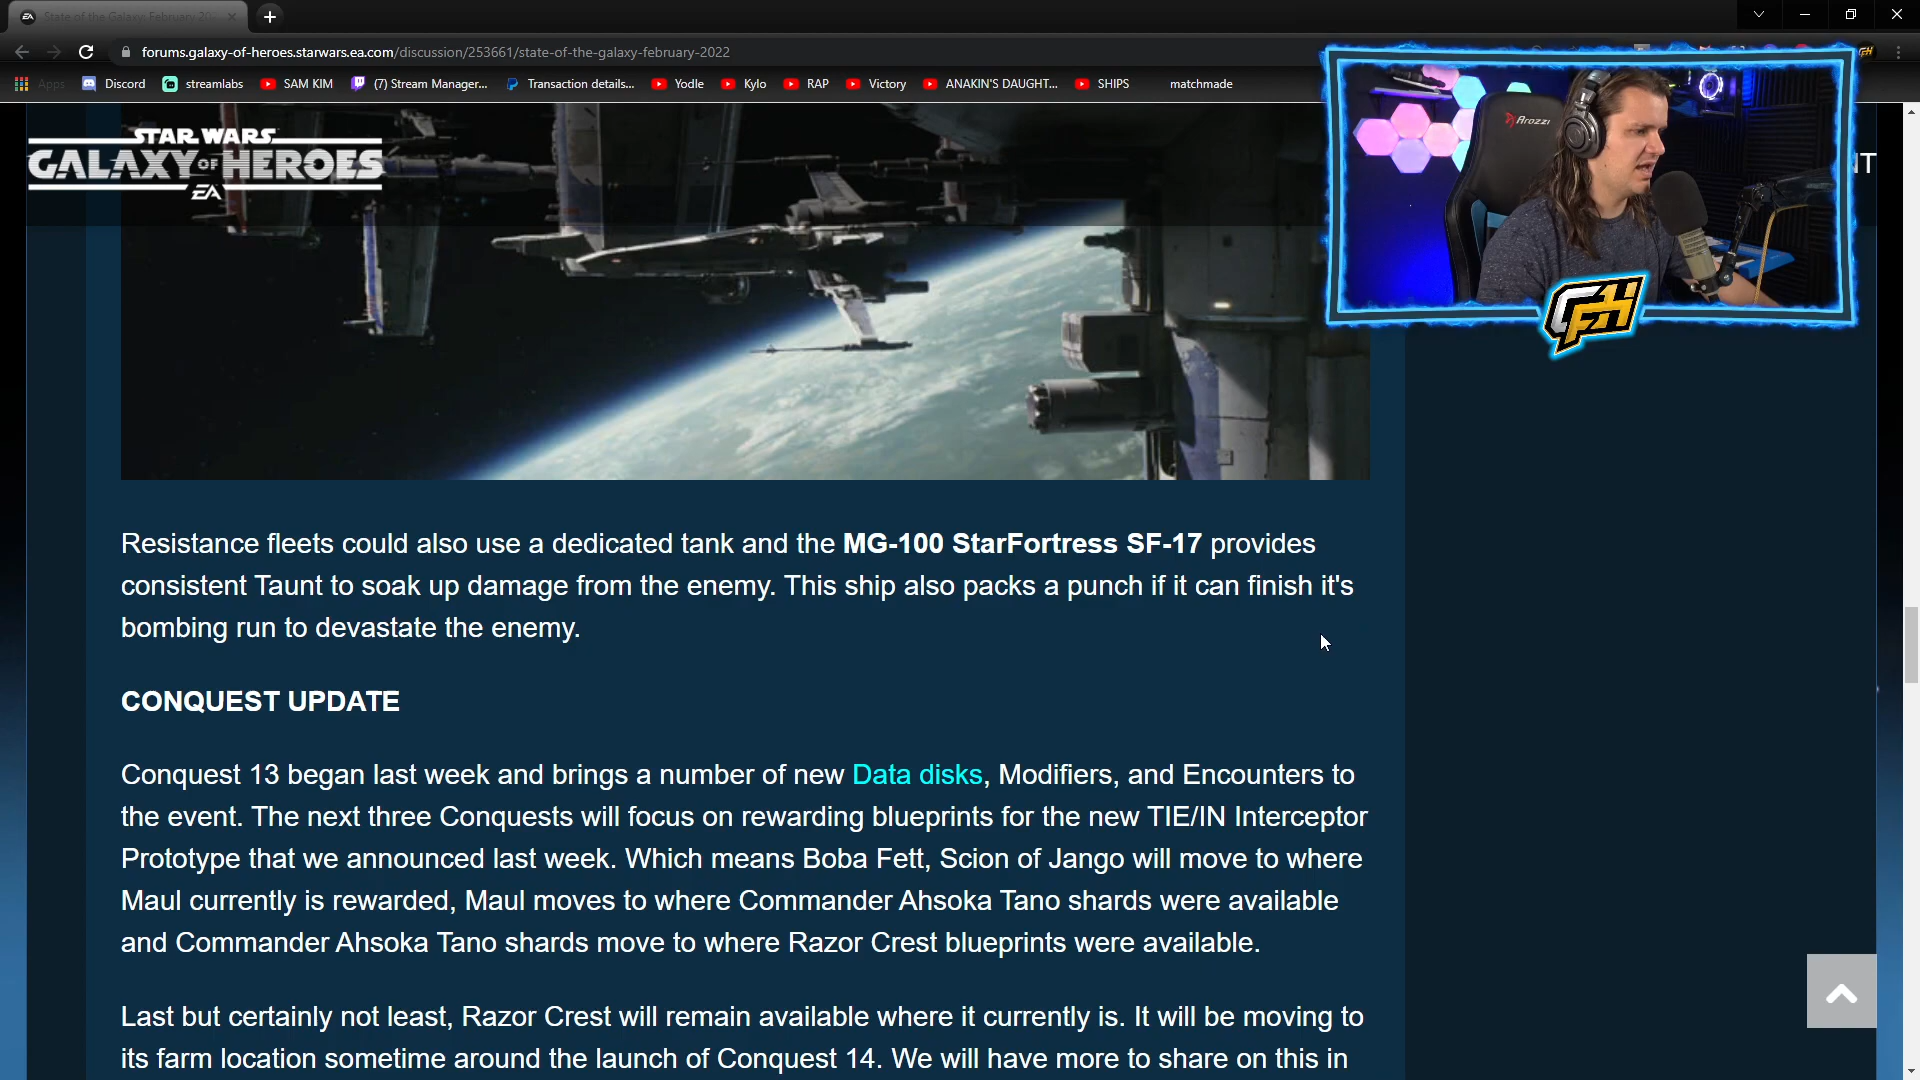 State of the Galaxy: February 20
forums.galaxy-of-heroes.starwars.ea.com/discussion/253661/state-of-the-galaxy-february-2022
Apps Discord streamlabs SAM KIM (7) Stream Manager... Transaction details... Yodle Kylo RAP Victory ANAKIN'S DAUGHT... SHIPS matchmade
STAR WARS
GALAXY OF HEROES
EA
Arozzi
NT
GFH
Resistance fleets could also use a dedicated tank and the MG-100 StarFortress SF-17 provides
consistent Taunt to soak up damage from the enemy. This ship also packs a punch if it can finish it's
bombing run to devastate the enemy.
CONQUEST UPDATE
Conquest 13 began last week and brings a number of new Data disks, Modifiers, and Encounters to
the event. The next three Conquests will focus on rewarding blueprints for the new TIE/IN Interceptor
Prototype that we announced last week. Which means Boba Fett, Scion of Jango will move to where
Maul currently is rewarded, Maul moves to where Commander Ahsoka Tano shards were available
and Commander Ahsoka Tano shards move to where Razor Crest blueprints were available.
Last but certainly not least, Razor Crest will remain available where it currently is. It will be moving to
its farm location sometime around the launch of Conquest 14. We will have more to share on this in